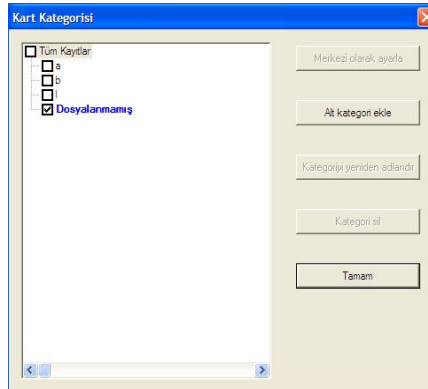 Kart Kategorisi
Tüm Kayıtlar
a
b
l
Dosyalanmamış
Merkezi olarak ayarla
Alt kategori ekle
Kategoriyi yeniden adlandır
Kategori sil
Tamam